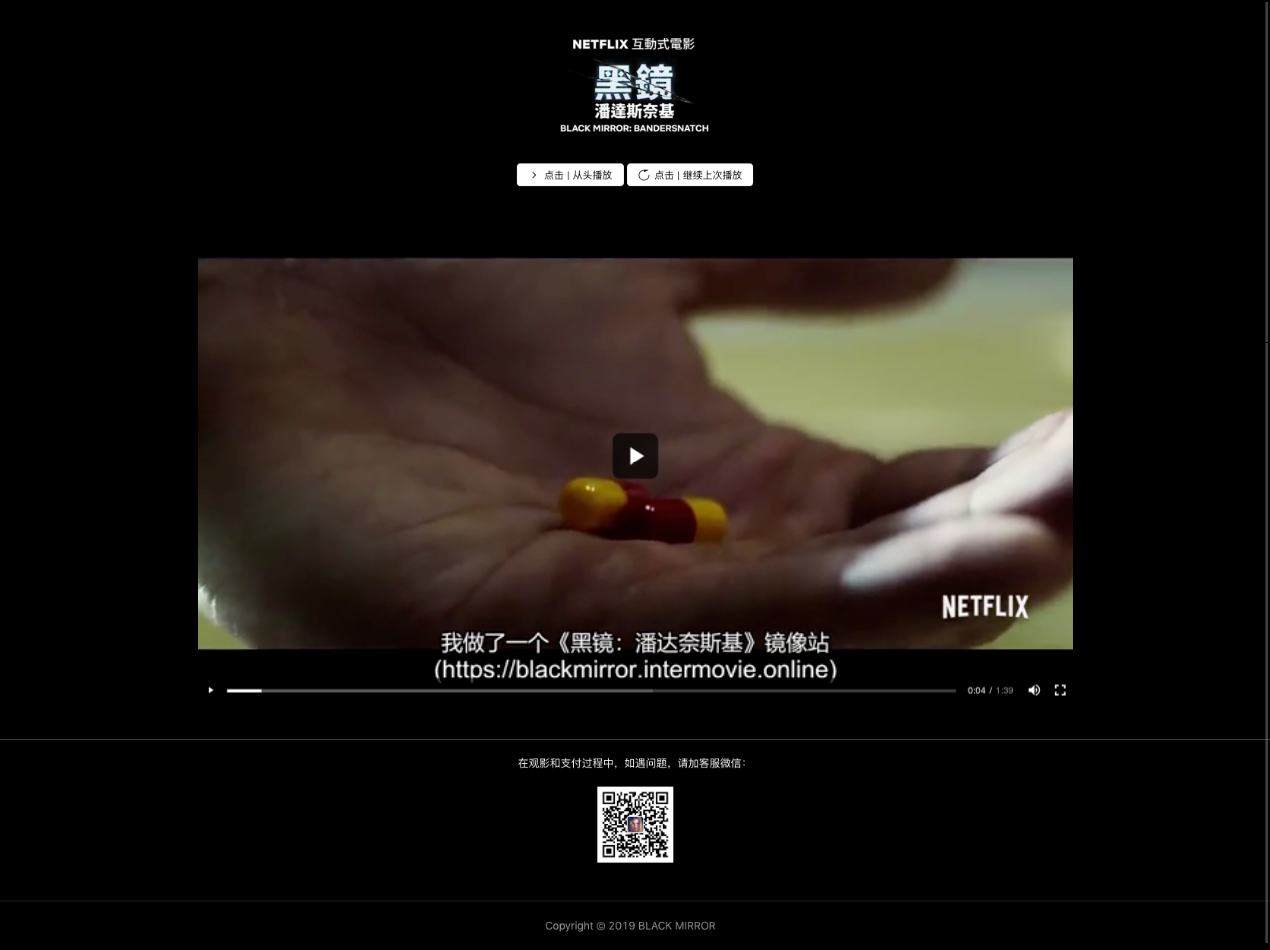 NETFLIX 互動式電影
黑鏡
潘達斯奈基
BLACK MIRROR: BANDERSNATCH
点击 | 从头播放
点击 | 继续上次播放
NETFLIX
我做了一个《黑镜：潘达奈斯基》镜像站
(https://blackmirror.intermovie.online)
0:04 / 1:39
在观影和支付过程中，如遇问题，请加客服微信：
Copyright © 2019 BLACK MIRROR